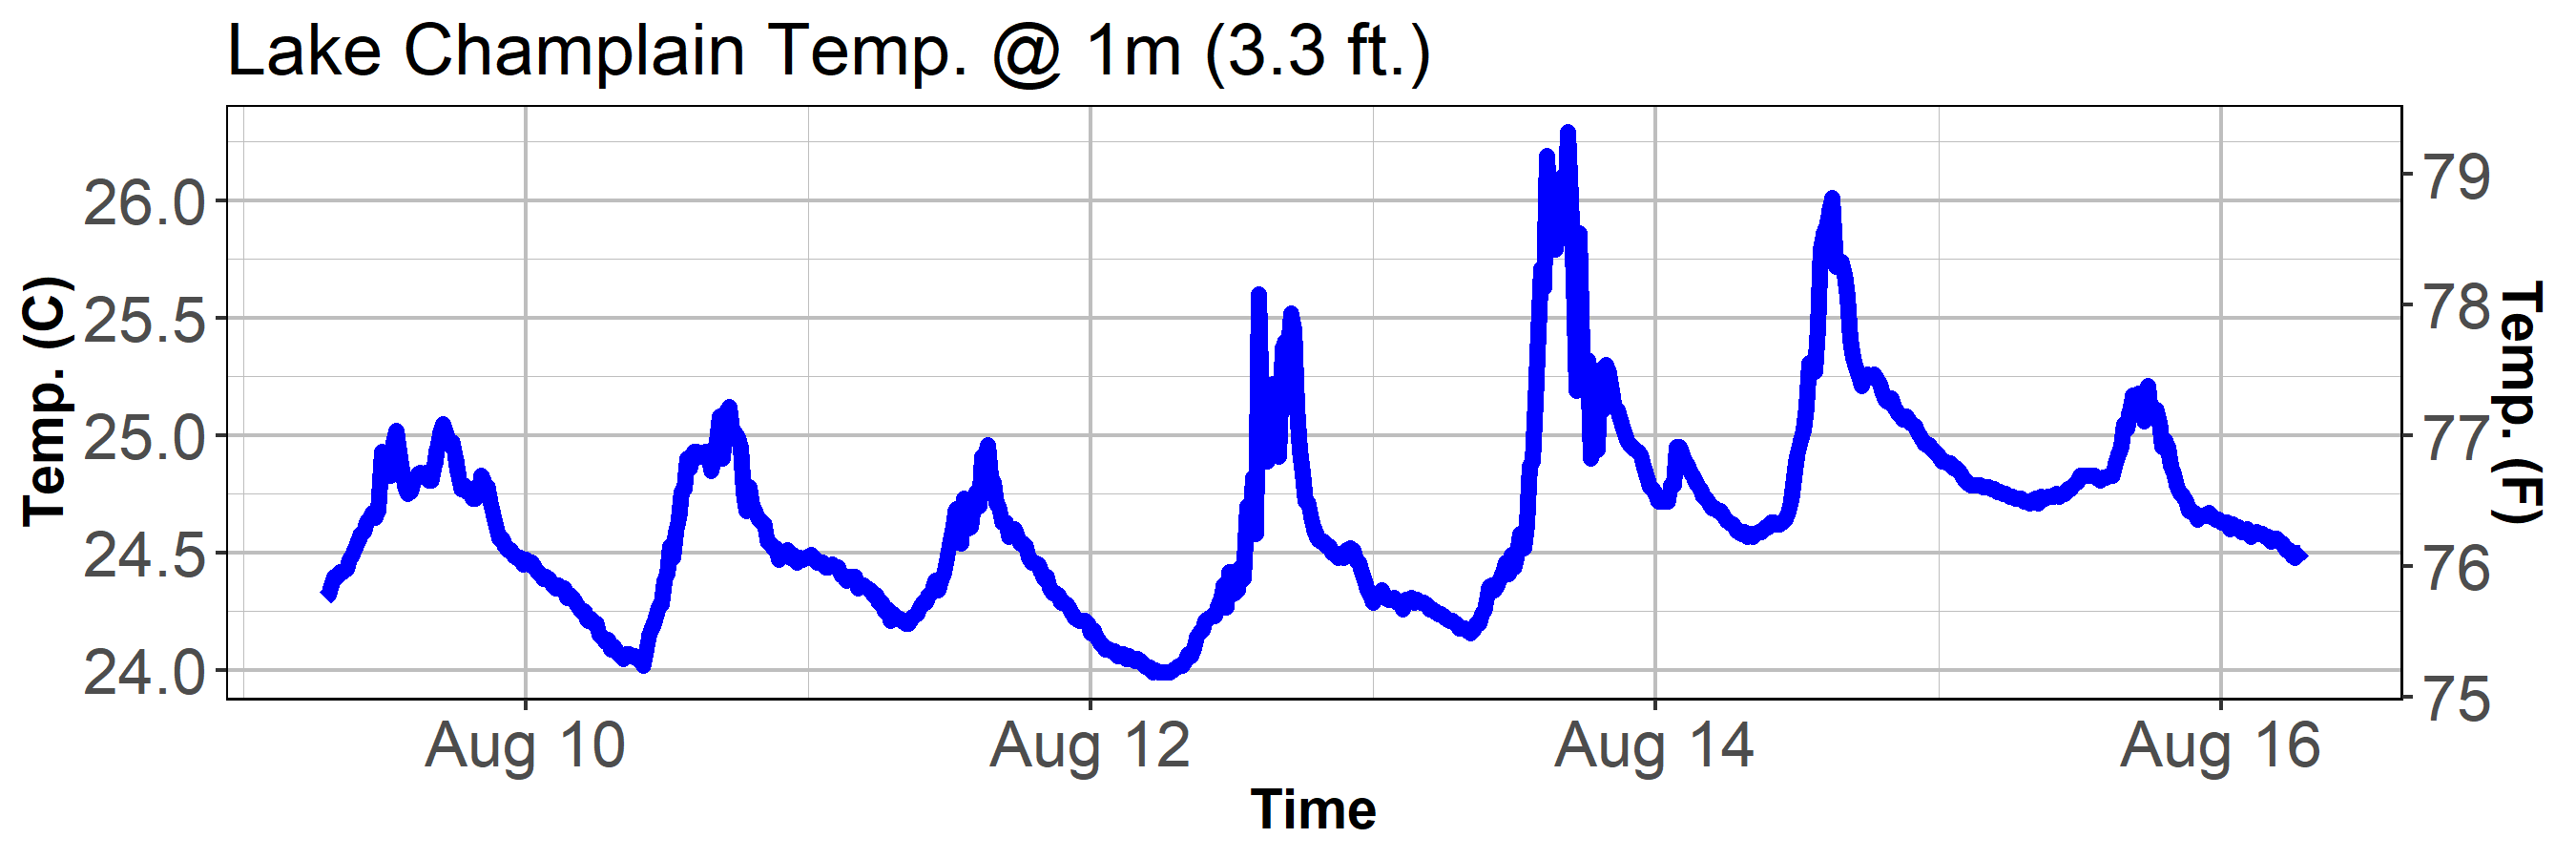 Lake Champlain Temp. @ 1m (3.3 ft.)
Temp. (C)
26.0
25.5
25.0
24.5
24.0
79
78
77
76
75
Temp. (F)
Aug 10
Aug 12
Aug 14
Aug 16
Time